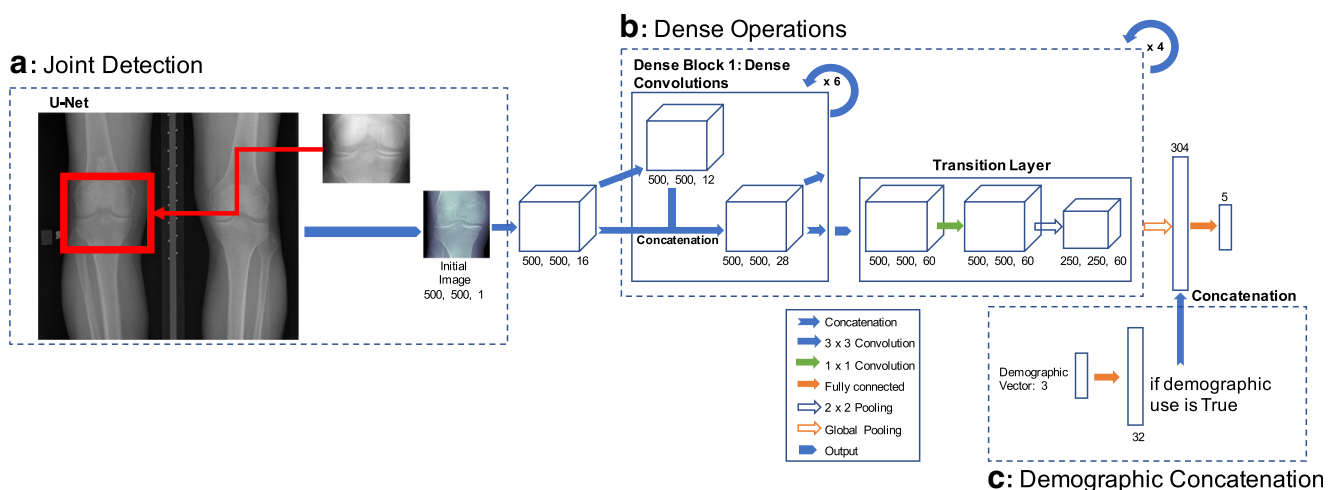 a: Joint Detection
U-Net
Initial
Image
500, 500, 1
500, 500, 16
b: Dense Operations
x 4
Dense Block 1: Dense
Convolutions
x 6
500, 500, 12
Concatenation
500, 500, 28
Transition Layer
500, 500, 60
500, 500, 60
250, 250, 60
304
5
Concatenation
Concatenation
3 x 3 Convolution
1 x 1 Convolution
Fully connected
2 x 2 Pooling
Global Pooling
Output
Demographic
Vector: 3
32
if demographic
use is True
c: Demographic Concatenation